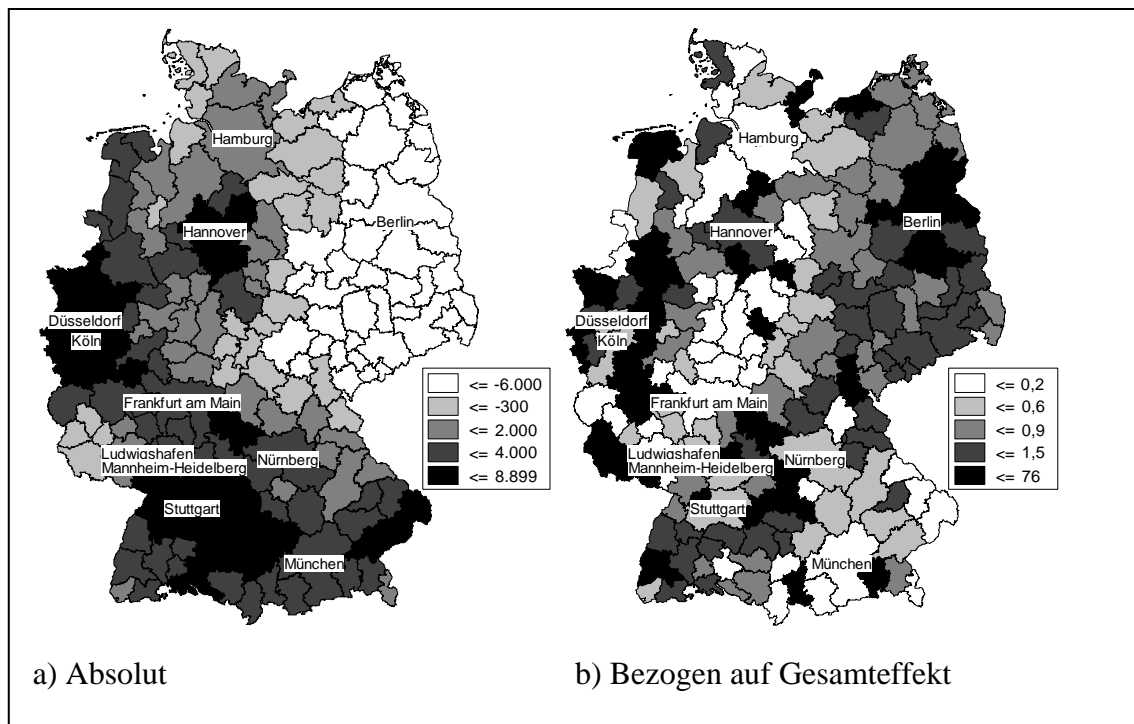 Hamburg
Berlin
Hannover
Düsseldorf
Köln
Frankfurt am Main
Ludwigshafen
Mannheim-Heidelberg
Nürnberg
Stuttgart
München
<= -6.000
<= -300
<= 2.000
<= 4.000
<= 8.899
a) Absolut
Hamburg
Berlin
Hannover
Düsseldorf
Köln
Frankfurt am Main
Ludwigshafen
Mannheim-Heidelberg
Nürnberg
Stuttgart
München
<= 0,2
<= 0,6
<= 0,9
<= 1,5
<= 76
b) Bezogen auf Gesamteffekt